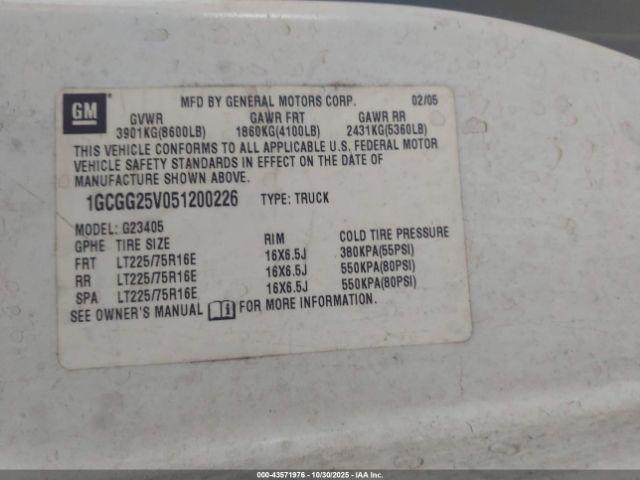 GM
MFD BY GENERAL MOTORS CORP. 02/05
GVWR GAWR FRT GAWR RR
3901KG(8600LB) 1860KG(4100LB) 2431KG(5360LB)
THIS VEHICLE CONFORMS TO ALL APPLICABLE U.S. FEDERAL MOTOR
VEHICLE SAFETY STANDARDS IN EFFECT ON THE DATE OF
MANUFACTURE SHOWN ABOVE.
1GCGG25V051200226 TYPE: TRUCK
MODEL: G23405
GPHE TIRE SIZE RIM COLD TIRE PRESSURE
FRT LT225/75R16E 16X6.5J 380KPA(55PSI)
RR LT225/75R16E 16X6.5J 550KPA(80PSI)
SPA LT225/75R16E 16X6.5J 550KPA(80PSI)
SEE OWNER'S MANUAL FOR MORE INFORMATION.
000-43571976 - 10/30/2025 - IAA Inc.